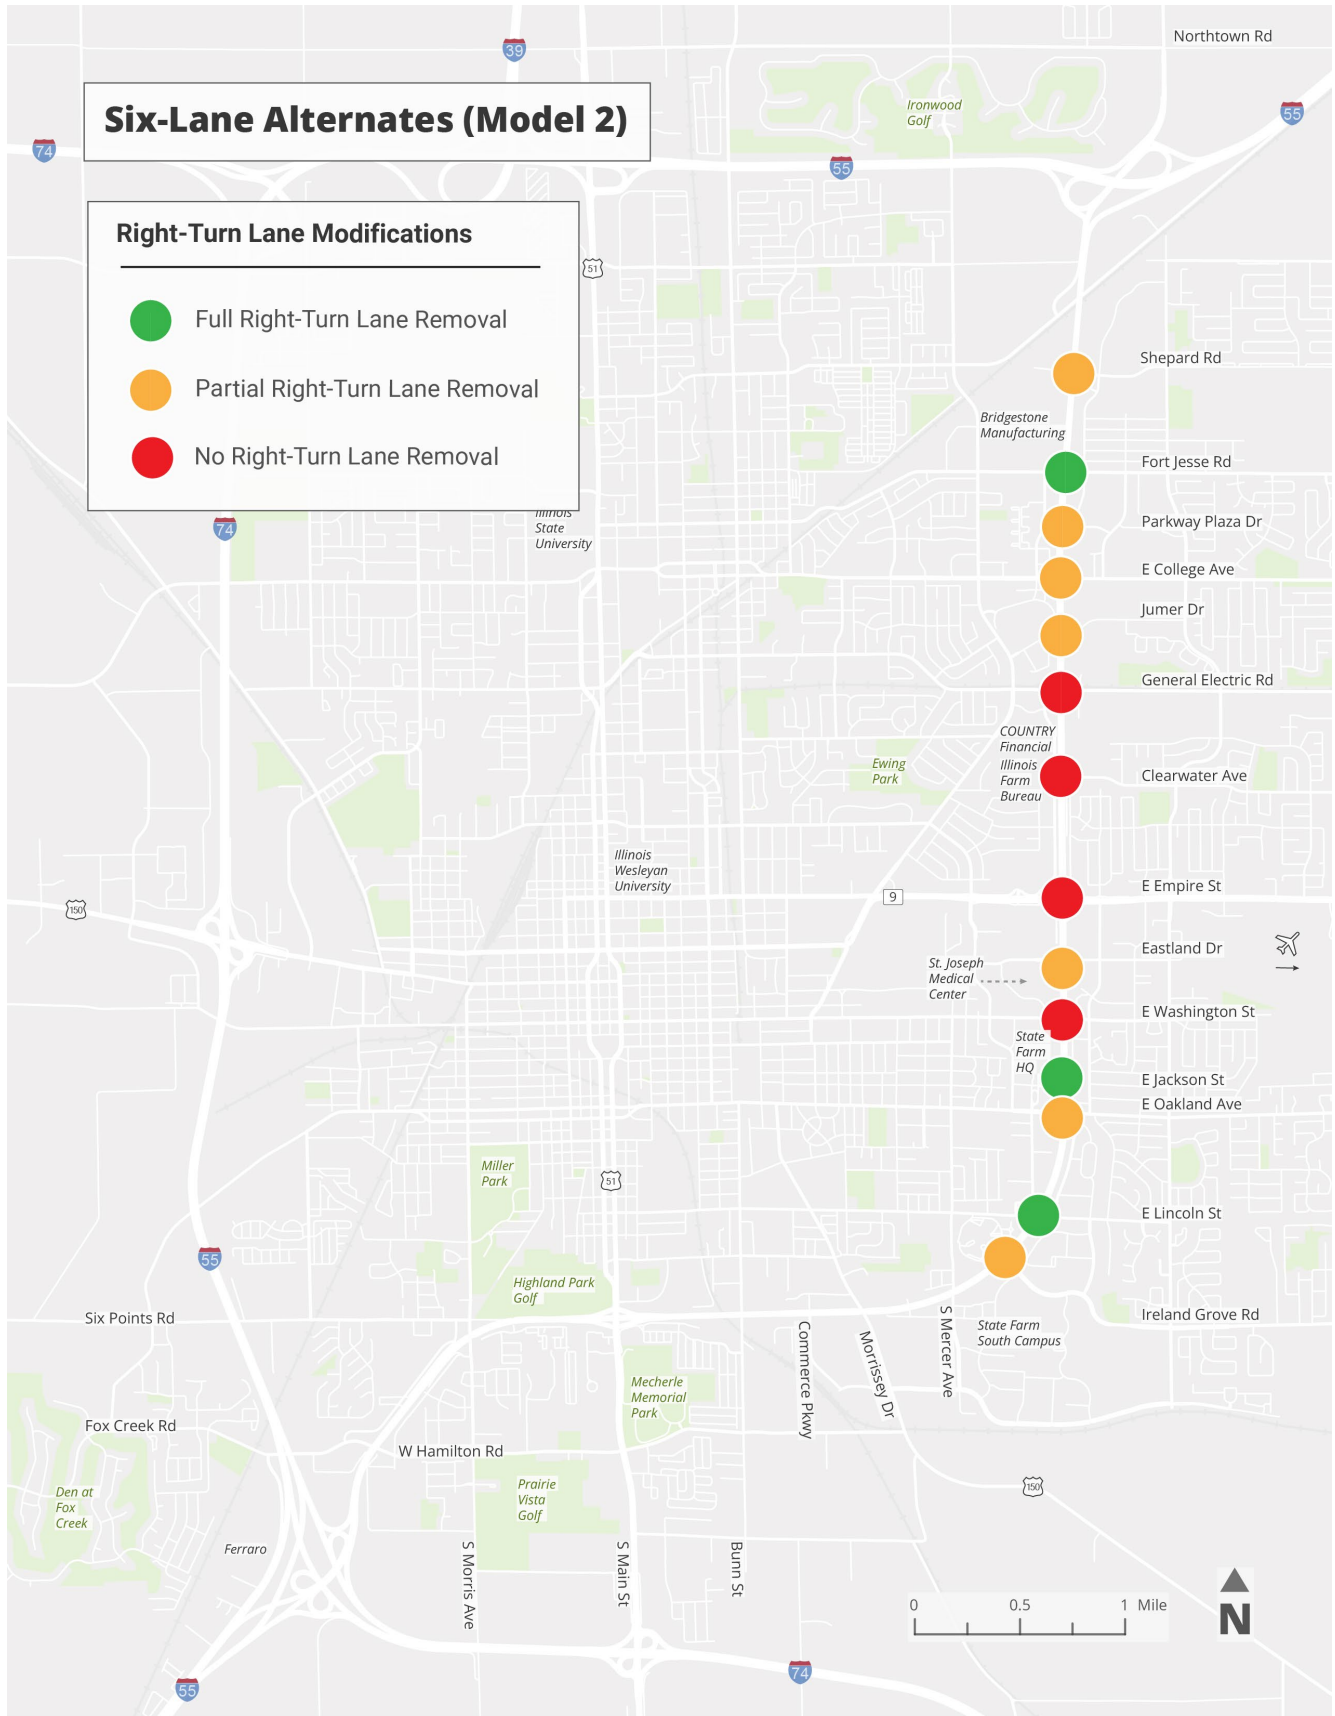 Northtown Rd
39
Ironwood
Golf
55
Six-Lane Alternates (Model 2)
74
55
Right-Turn Lane Modifications
51
Full Right-Turn Lane Removal
Shepard Rd
Partial Right-Turn Lane Removal
Bridgestone
Manufacturing
No Right-Turn Lane Removal
Fort Jesse Rd
Illinois
State
University
74
Parkway Plaza Dr
E College Ave
Jumer Dr
General Electric Rd
COUNTRY
Financial
Ewing
Park
Illinois
Farm
Bureau
Clearwater Ave
Illinois
Wesleyan
University
E Empire St
9
150
Eastland Dr
St. Joseph
Medical
Center
E Washington St
State
Farm
HQ
E Jackson St
E Oakland Ave
Miller
Park
51
E Lincoln St
55
Highland Park
Golf
Six Points Rd
Ireland Grove Rd
State Farm
South Campus
S Mercer Ave
Commerce Pkwy
Morrissey Dr
Mecherle
Memorial
Park
Fox Creek Rd
W Hamilton Rd
Den at
Fox
Creek
Prairie
Vista
Golf
150
Ferraro
S Morris Ave
S Main St
Bunn St
0 0.5 1 Mile
N
74
55